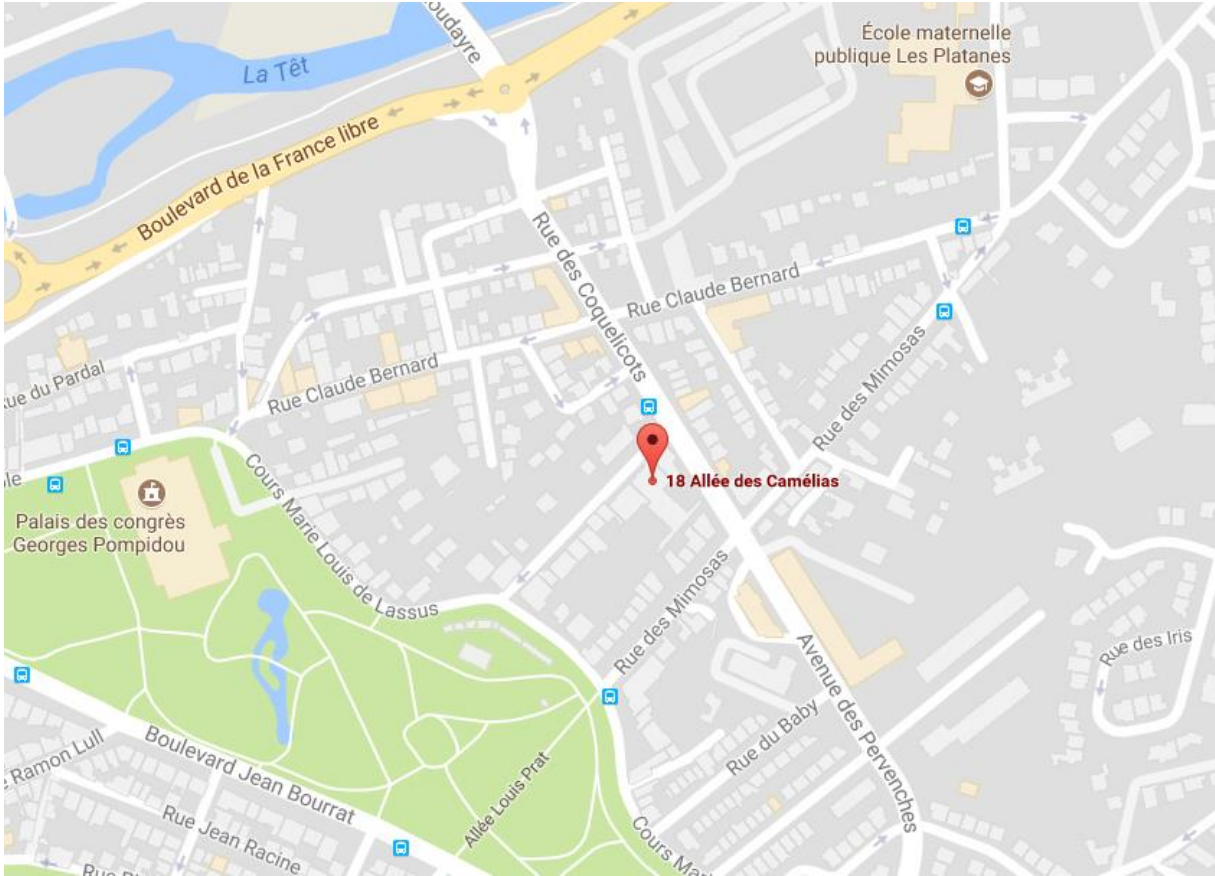 oudayre
École maternelle
publique Les Platanes
La Têt
Boulevard de la France libre
Rue des Coquelicots
Rue Claude Bernard
Rue du Pardal
Rue Claude Bernard
Rue des Mimosas
18 Allée des Camélias
Cours Marie Louis de Lassus
Palais des congrès
Georges Pompidou
Rue des Mimosas
Rue des Iris
Avenue des Pervenches
Rue du Baby
Ramon Lull
Boulevard Jean Bourrat
Allée Louis Prat
Rue Jean Racine
Cours Mari